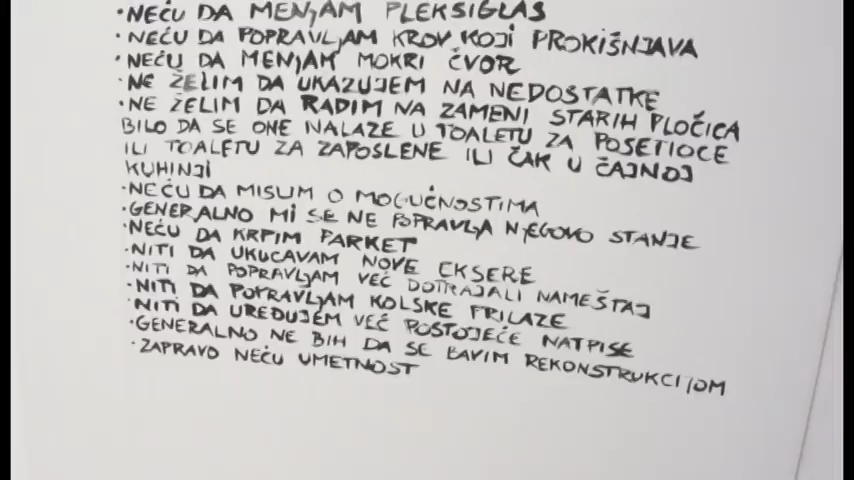 •NEĆU DA MENJAM PLEKSIGLAS
•NEĆU DA POPRAVLJAM KROV KOJI PROKIŠNJAVA
•NEĆU DA MENJAM MOKRI ČVOR
•NE ŽELIM DA UKAZUJEM NA NEDOSTATKE
•NE ŽELIM DA RADIM NA ZAMENI STARIH PLOČICA
BILO DA SE ONE NALAZE U TOALETU ZA POSETIOCE
ILI TOALETU ZA ZAPOSLENE ILI ČAK U ČAJNOJ
KUHINJI
•NEĆU DA MISLIM O MOGUĆNOSTIMA
•GENERALNO MI SE NE POPRAVLJA NJEGOVO STANJE
•NEĆU DA KRPIM PARKET
•NITI DA UKUCAVAM NOVE EKSERE
•NITI DA POPRAVLJAM VEĆ DOTRAJALI NAMEŠTAJ
•NITI DA POPRAVLJAM KOLSKE PRILAZE
•NITI DA UREĐUJEM VEĆ POSTOJEĆE NATPISE
•GENERALNO NE BIH DA SE BAVIM REKONSTRUKCIJOM
•ZAPRAVO NEĆU UMETNOST